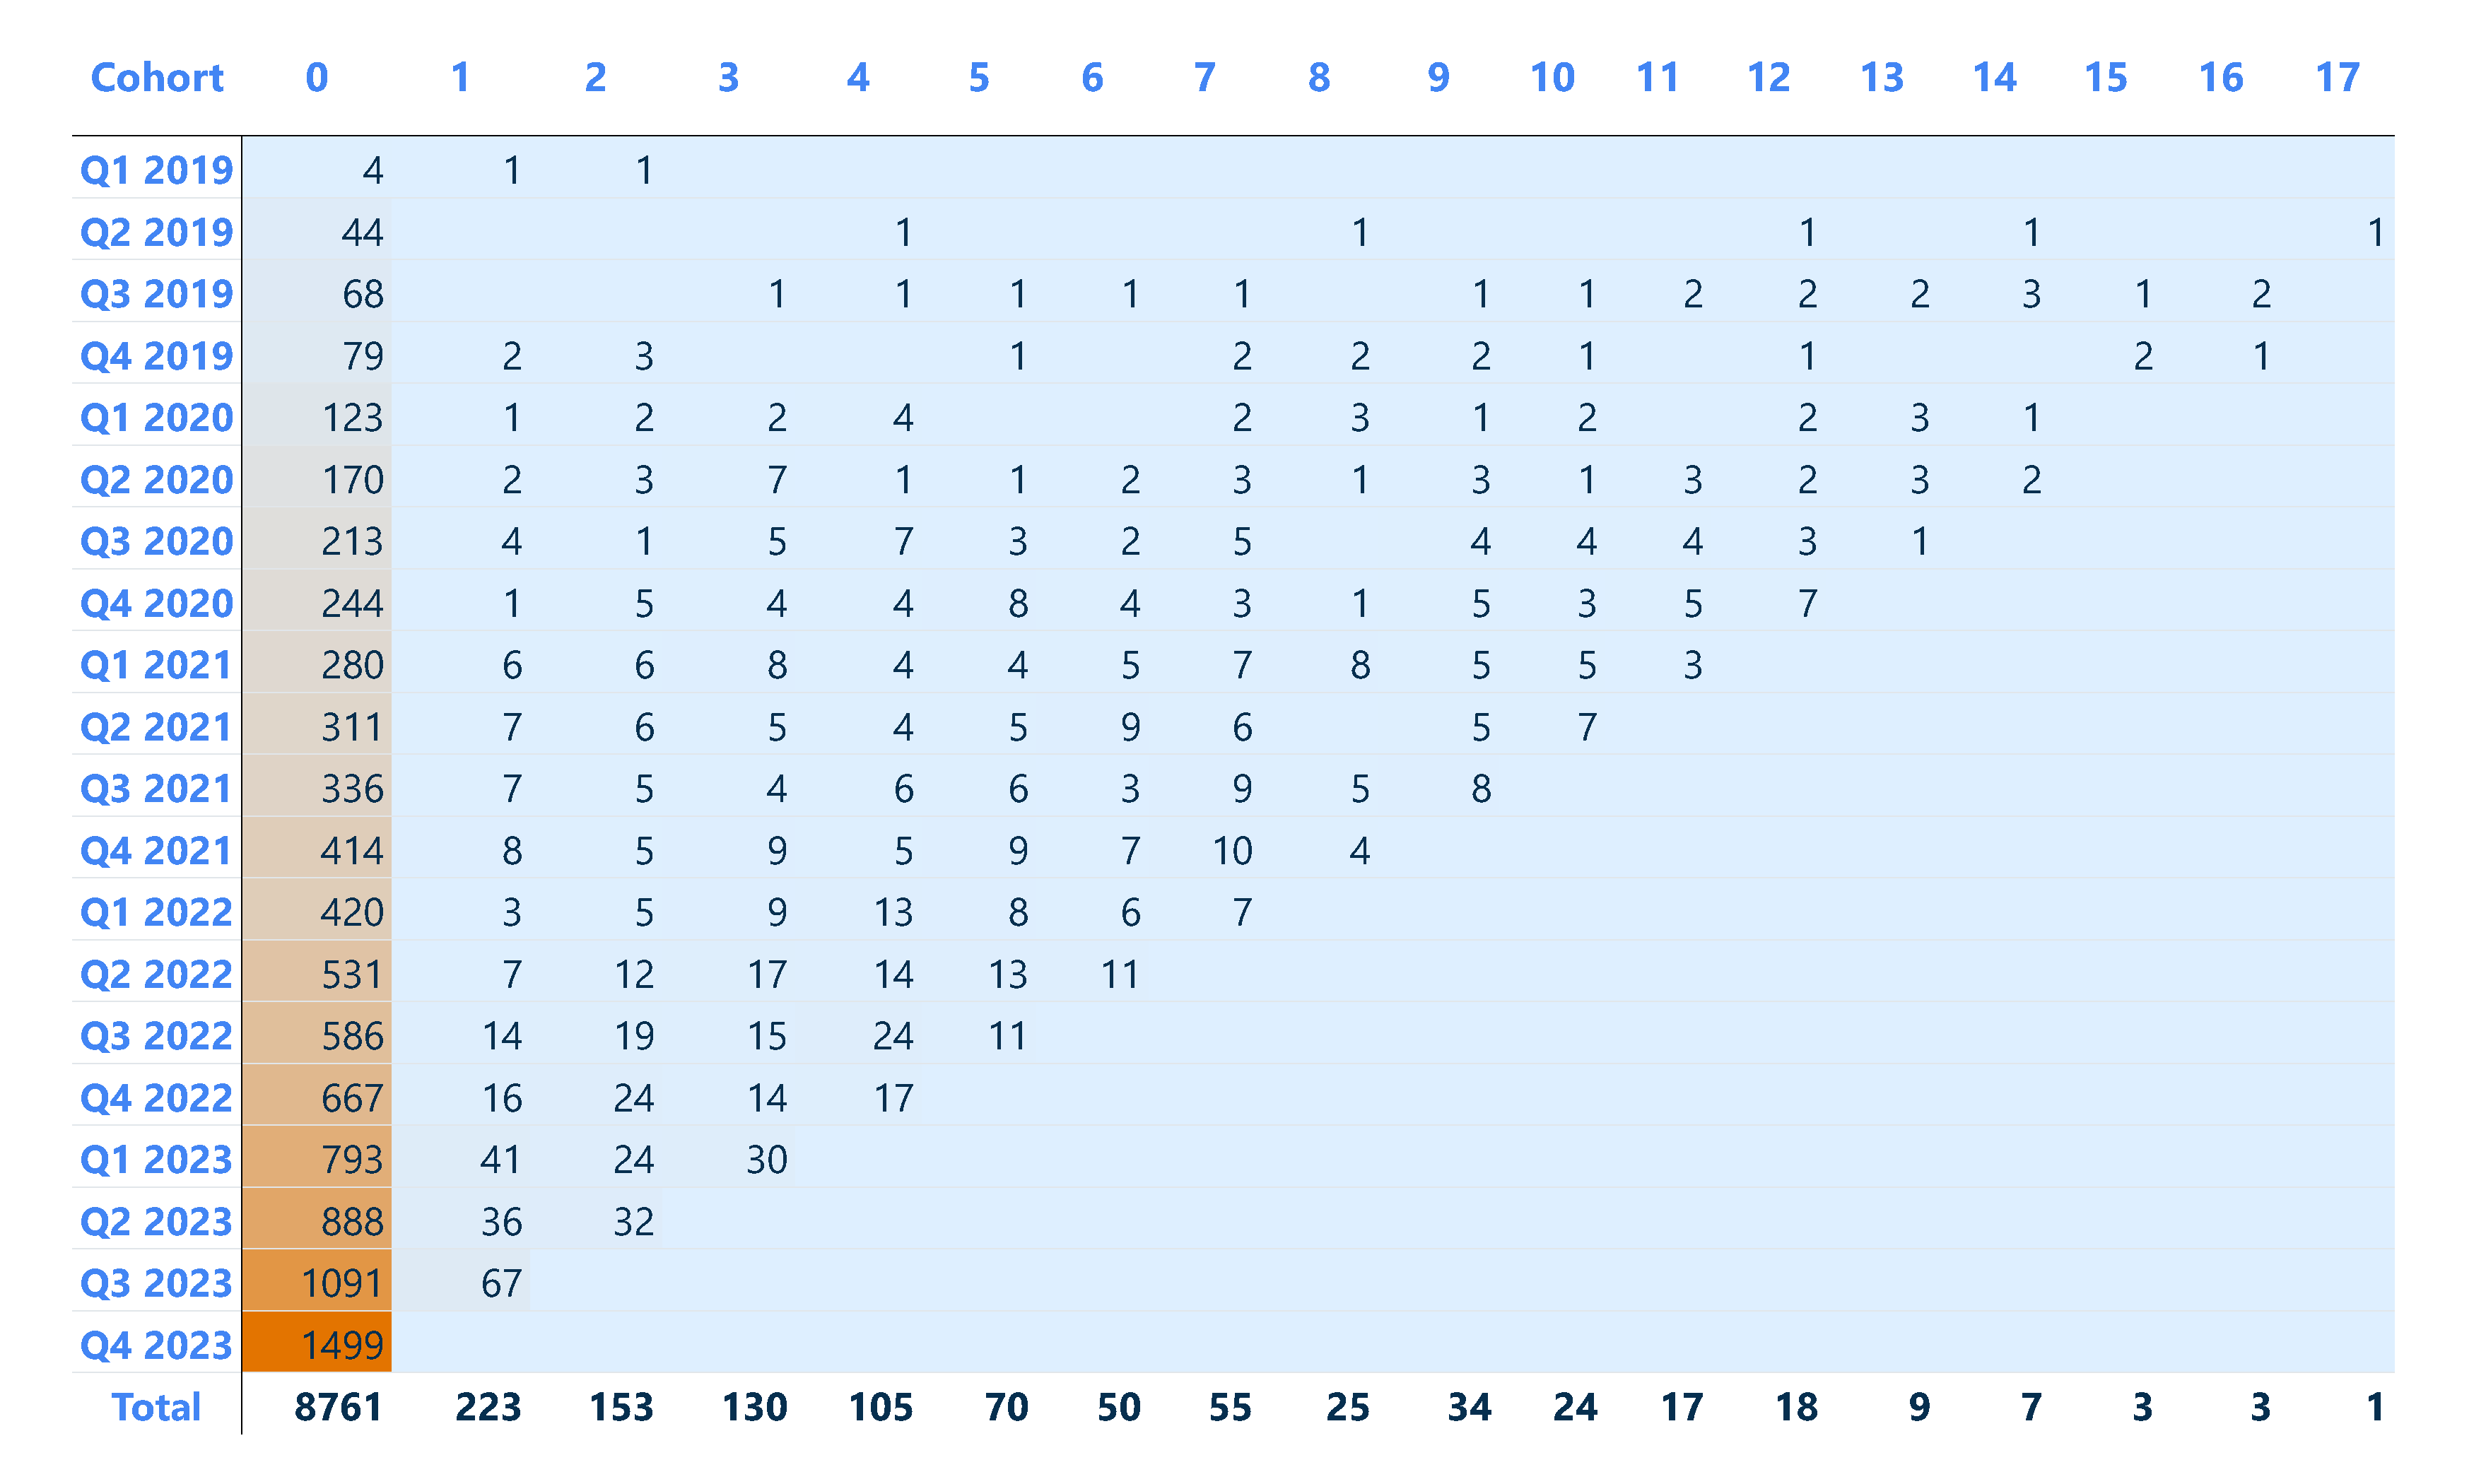 Cohort 0 1 2 3 4 5 6 7 8 9 10 11 12 13 14 15 16 17
Q1 2019 4 1 1
Q2 2019 44 1 1 1 1 1
Q3 2019 68 1 1 1 1 1 1 1 2 2 2 3 1 2
Q4 2019 79 2 3 1 2 2 2 1 1 2 1
Q1 2020 123 1 2 2 4 2 3 1 2 2 3 1
Q2 2020 170 2 3 7 1 1 2 3 1 3 1 3 2 3 2
Q3 2020 213 4 1 5 7 3 2 5 4 4 4 3 1
Q4 2020 244 1 5 4 4 8 4 3 1 5 3 5 7
Q1 2021 280 6 6 8 4 4 5 7 8 5 5 3
Q2 2021 311 7 6 5 4 5 9 6 5 7
Q3 2021 336 7 5 4 6 6 3 9 5 8
Q4 2021 414 8 5 9 5 9 7 10 4
Q1 2022 420 3 5 9 13 8 6 7
Q2 2022 531 7 12 17 14 13 11
Q3 2022 586 14 19 15 24 11
Q4 2022 667 16 24 14 17
Q1 2023 793 41 24 30
Q2 2023 888 36 32
Q3 2023 1091 67
Q4 2023 1499
Total 8761 223 153 130 105 70 50 55 25 34 24 17 18 9 7 3 3 1